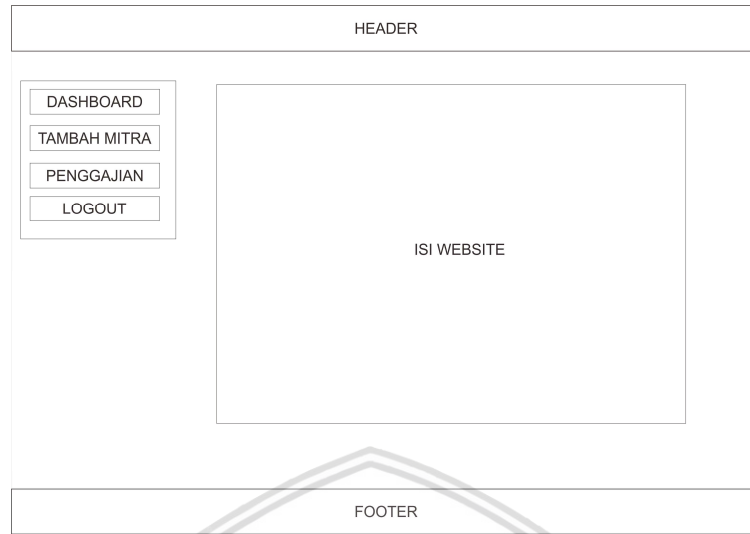 HEADER
DASHBOARD
TAMBAH MITRA
PENGGAJIAN
LOGOUT
ISI WEBSITE
FOOTER